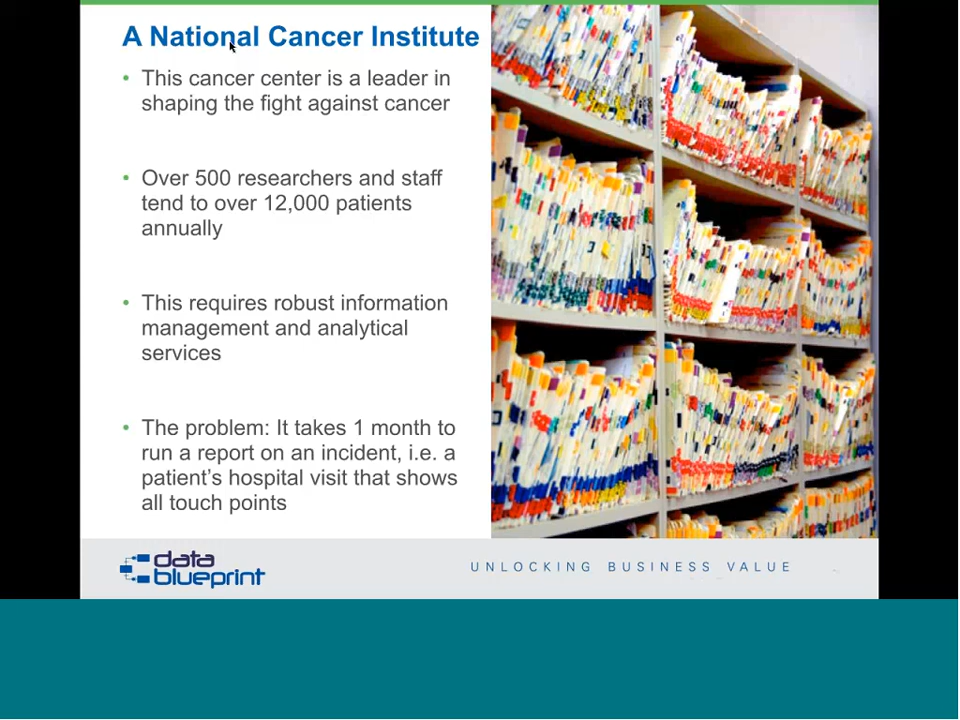 A National Cancer Institute
• This cancer center is a leader in
shaping the fight against cancer
• Over 500 researchers and staff
tend to over 12,000 patients
annually
• This requires robust information
management and analytical
services
• The problem: It takes 1 month to
run a report on an incident, i.e. a
patient's hospital visit that shows
all touch points
data
blueprint
UNLOCKING BUSINESS VALUE